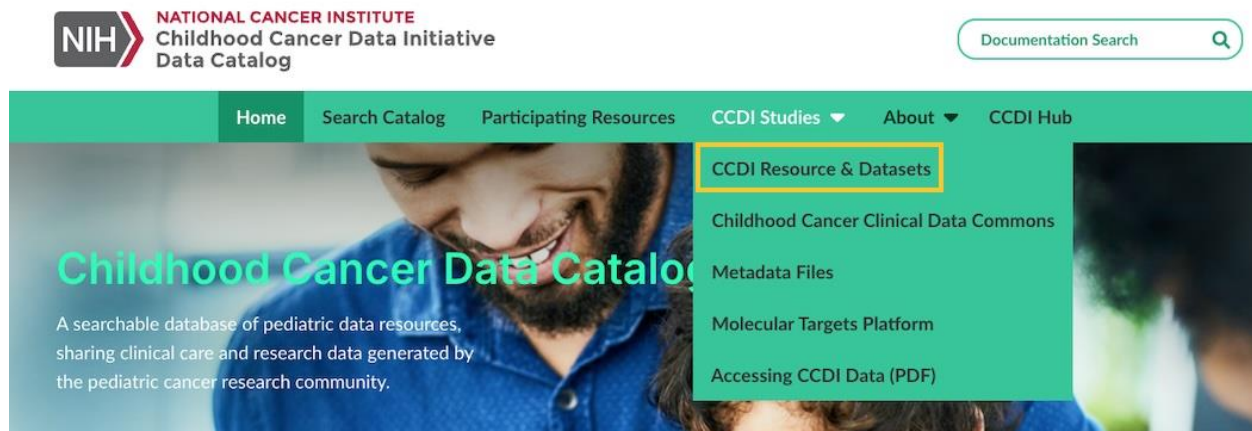 NIH
NATIONAL CANCER INSTITUTE
Childhood Cancer Data Initiative
Data Catalog
Documentation Search
Home Search Catalog Participating Resources CCDI Studies About CCDI Hub
CCDI Resource & Datasets
Childhood Cancer Clinical Data Commons
Metadata Files
Molecular Targets Platform
Accessing CCDI Data (PDF)
Childhood Cancer Data Catalog
A searchable database of pediatric data resources,
sharing clinical care and research data generated by
the pediatric cancer research community.